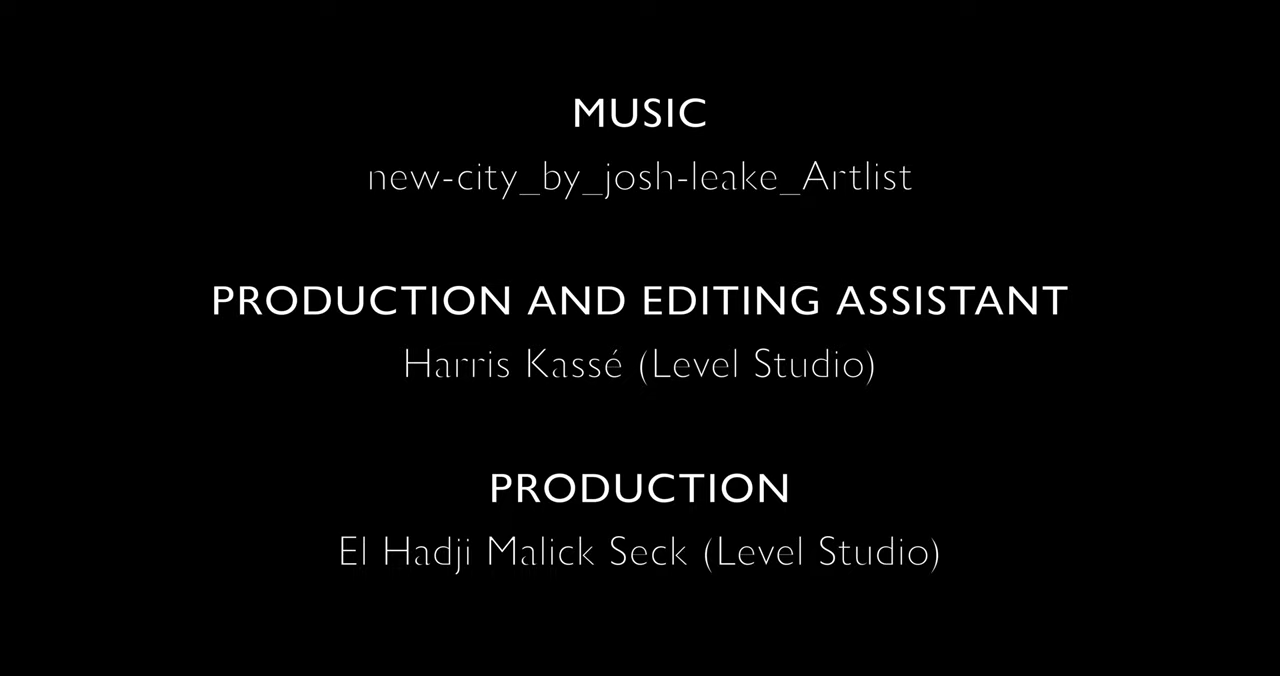 MUSIC
new-city_by_josh-leake_Artlist
PRODUCTION AND EDITING ASSISTANT
Harris Kassé (Level Studio)
PRODUCTION
El Hadji Malick Seck (Level Studio)